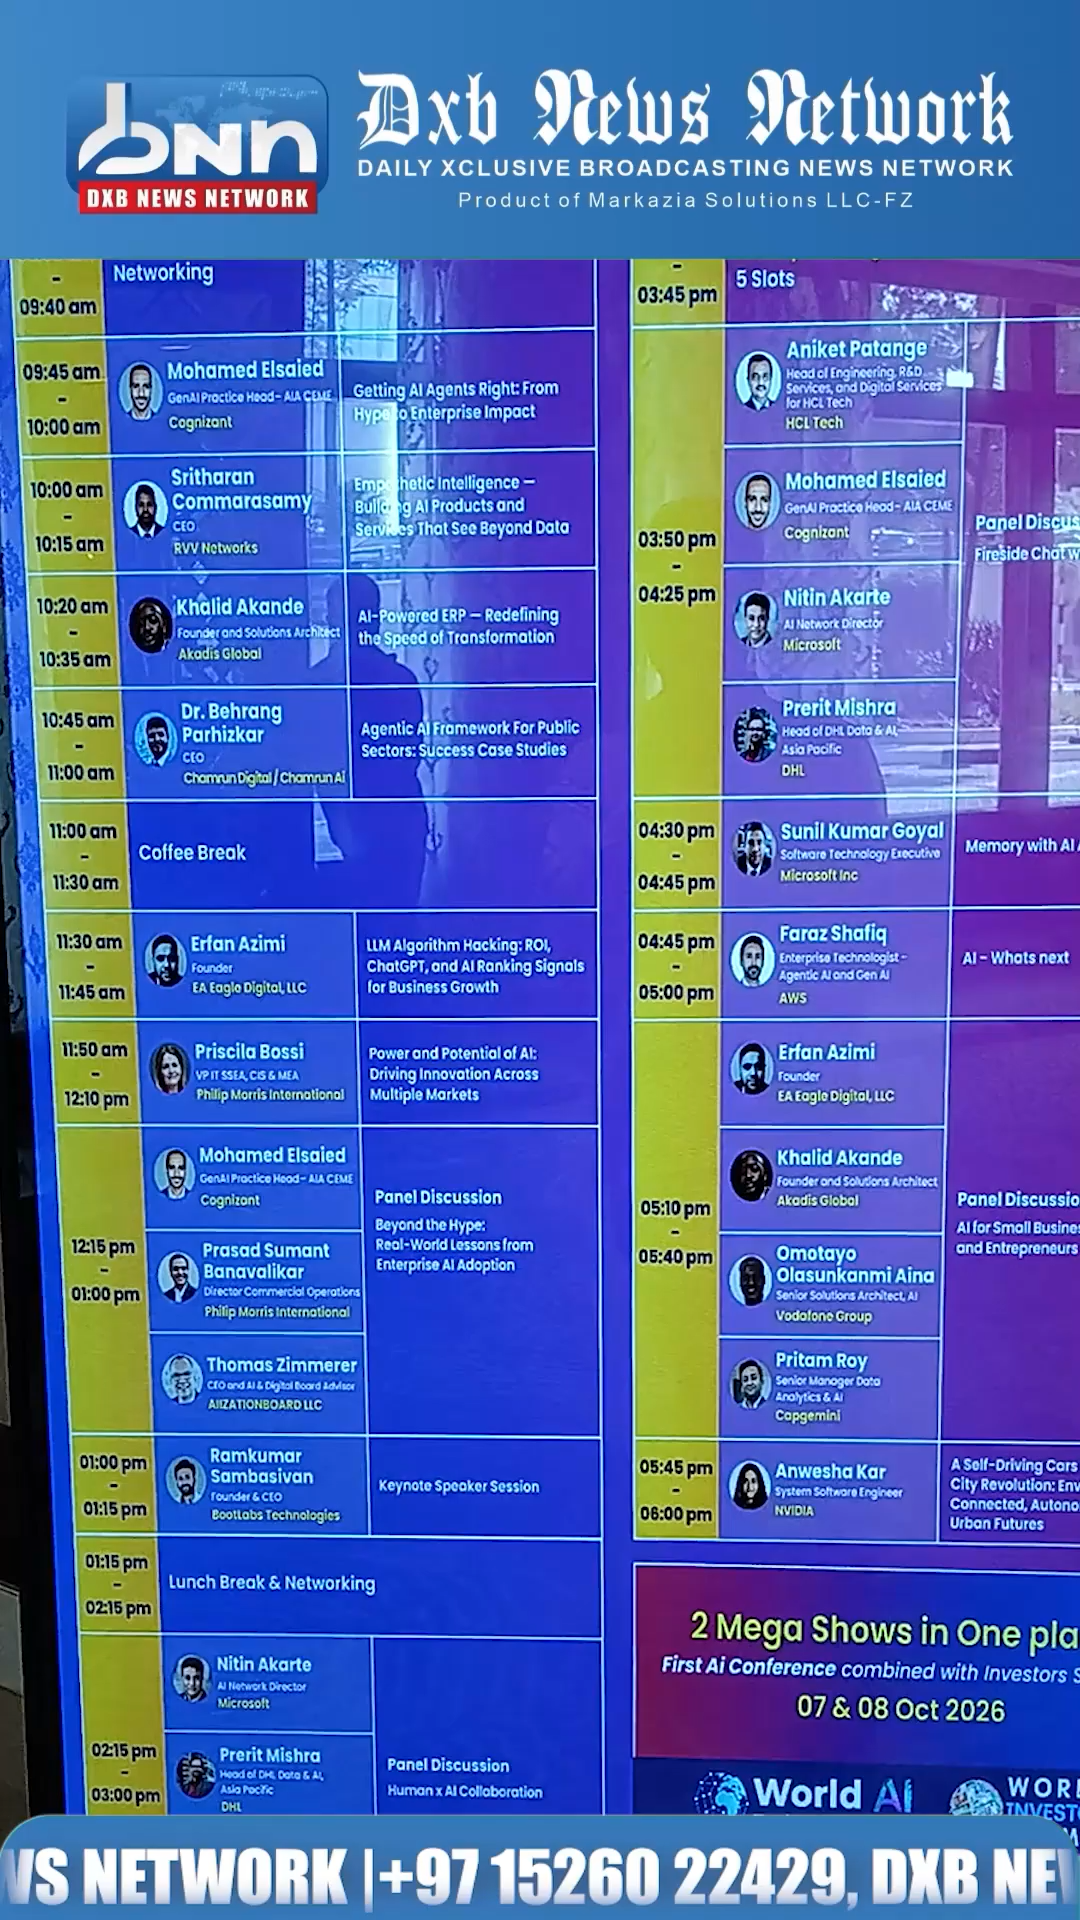 bnn
DXB NEWS NETWORK
Dxb News Network
DAILY XCLUSIVE BROADCASTING NEWS NETWORK
Product of Markazia Solutions LLC-FZ
-
09:40 am
Networking
09:45 am
-
10:00 am
Mohamed Elsaied
GenAI Practice Head- AIA CEME
Cognizant
Getting AI Agents Right: From
Hype to Enterprise Impact
10:00 am
-
10:15 am
Sritharan
Commarasamy
CEO
RVV Networks
Empathetic Intelligence –
Building AI Products and
Services That See Beyond Data
10:20 am
-
10:35 am
Khalid Akande
Founder and Solutions Architect
Akadis Global
AI-Powered ERP – Redefining
the Speed of Transformation
10:45 am
-
11:00 am
Dr. Behrang
Parhizkar
CEO
Chamrun Digital / Chamrun Ai
Agentic AI Framework For Public
Sectors: Success Case Studies
11:00 am
-
11:30 am
Coffee Break
11:30 am
-
11:45 am
Erfan Azimi
Founder
EA Eagle Digital, LLC
LLM Algorithm Hacking: ROI,
ChatGPT, and AI Ranking Signals
for Business Growth
11:50 am
-
12:10 pm
Priscila Bossi
VP IT SSEA, CIS & MEA
Philip Morris International
Power and Potential of AI:
Driving Innovation Across
Multiple Markets
12:15 pm
-
01:00 pm
Mohamed Elsaied
GenAI Practice Head- AIA CEME
Cognizant
Prasad Sumant
Banavalikar
Director Commercial Operations
Philip Morris International
Thomas Zimmerer
CEO and AI & Digital Board Advisor
AIIZATIONBOARD LLC
Panel Discussion
Beyond the Hype:
Real-World Lessons from
Enterprise AI Adoption
01:00 pm
-
01:15 pm
Ramkumar
Sambasivan
Founder & CEO
BootLabs Technologies
Keynote Speaker Session
01:15 pm
-
02:15 pm
Lunch Break & Networking
02:15 pm
-
03:00 pm
Nitin Akarte
AI Network Director
Microsoft
Prerit Mishra
Head of DHL Data & AI,
Asia Pacific
DHL
Panel Discussion
Human x AI Collaboration
-
03:45 pm
5 Slots
03:50 pm
-
04:25 pm
Aniket Patange
Head of Engineering, R&D
Services, and Digital Services
for HCL Tech
HCL Tech
Mohamed Elsaied
GenAI Practice Head- AIA CEME
Cognizant
Nitin Akarte
AI Network Director
Microsoft
Prerit Mishra
Head of DHL Data & AI,
Asia Pacific
DHL
Panel Discus
Fireside Chat w
04:30 pm
-
04:45 pm
Sunil Kumar Goyal
Software Technology Executive
Microsoft Inc
Memory with AI
04:45 pm
-
05:00 pm
Faraz Shafiq
Enterprise Technologist -
Agentic AI and Gen AI
AWS
AI - Whats next
05:10 pm
-
05:40 pm
Erfan Azimi
Founder
EA Eagle Digital, LLC
Khalid Akande
Founder and Solutions Architect
Akadis Global
Omotayo
Olasunkanmi Aina
Senior Solutions Architect, AI
Vodafone Group
Pritam Roy
Senior Manager Data
Analytics & AI
Capgemini
Panel Discussio
AI for Small Busine
and Entrepreneurs
05:45 pm
-
06:00 pm
Anwesha Kar
System Software Engineer
NVIDIA
A Self-Driving Cars
City Revolution: Env
Connected, Autono
Urban Futures
2 Mega Shows in One pla
First Ai Conference combined with Investors S
07 & 08 Oct 2026
World AI
WOR
INVEST
WS NETWORK |+97 15260 22429, DXB NEW